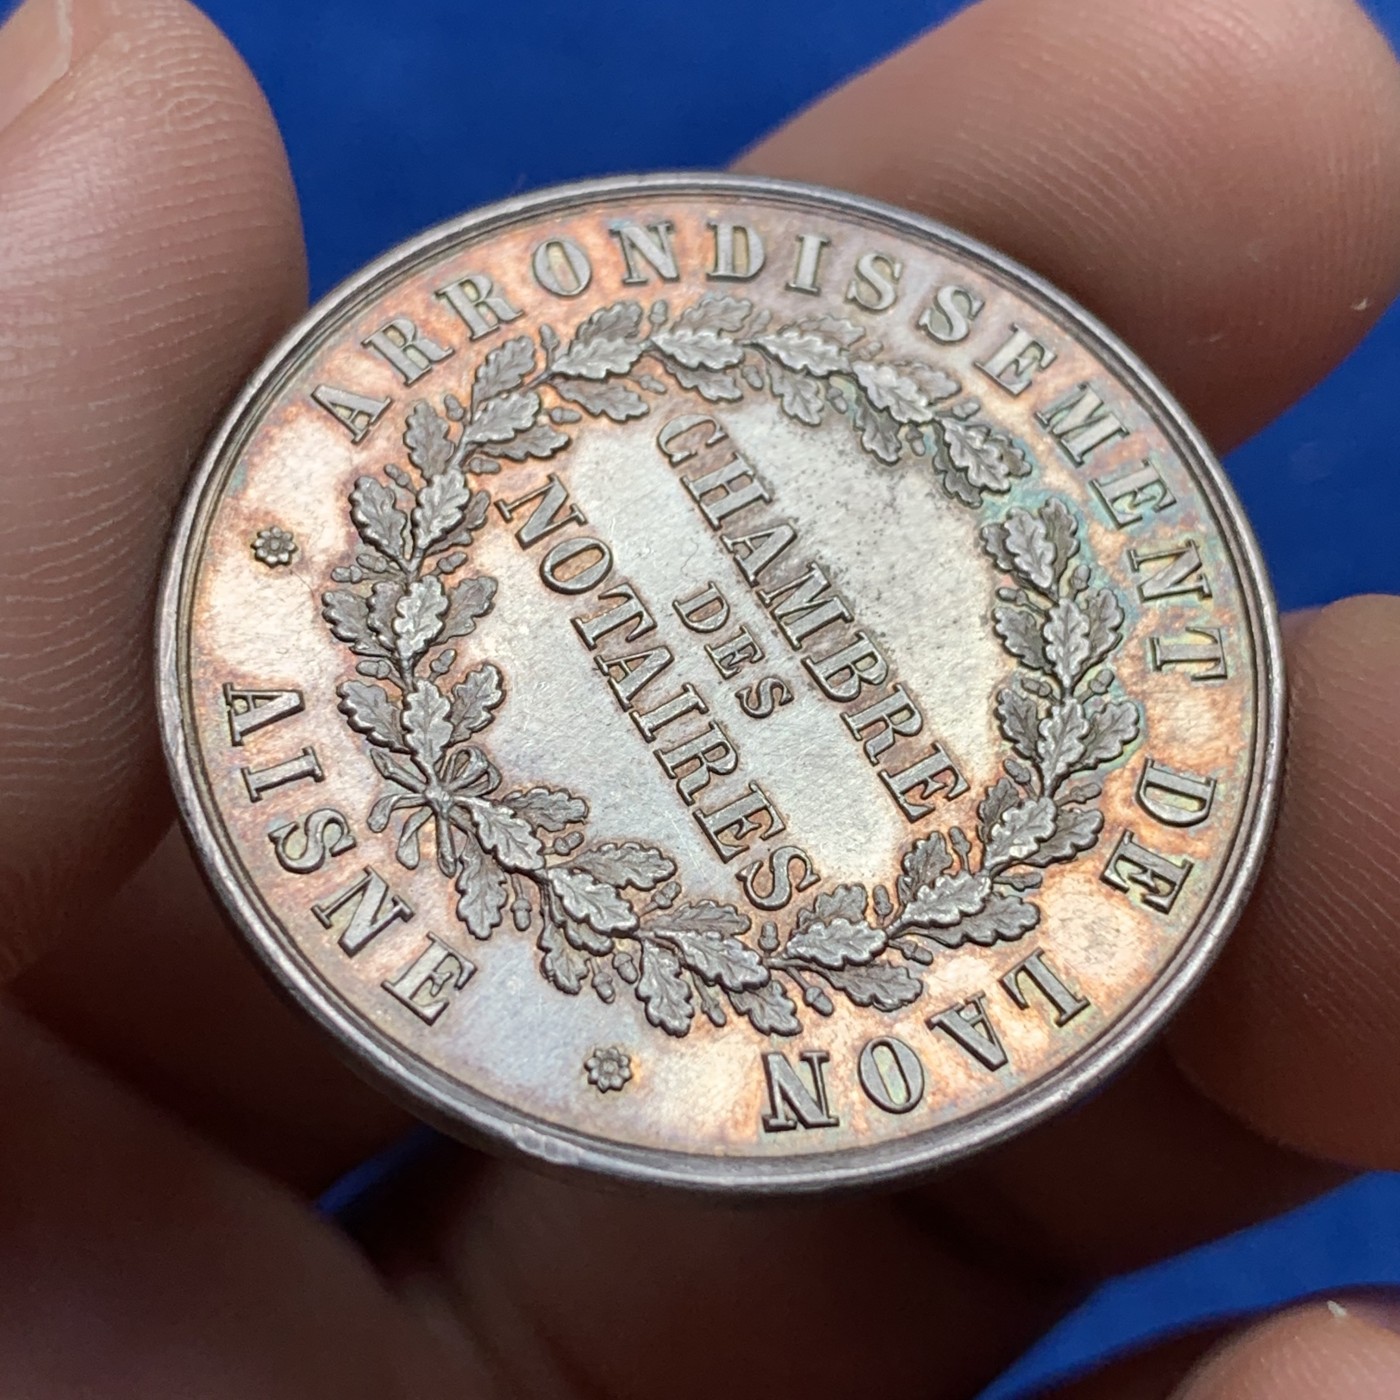 ARRONDISSEMENT DE LAON
AISNE
CHAMBRE
DES
NOTAIRES